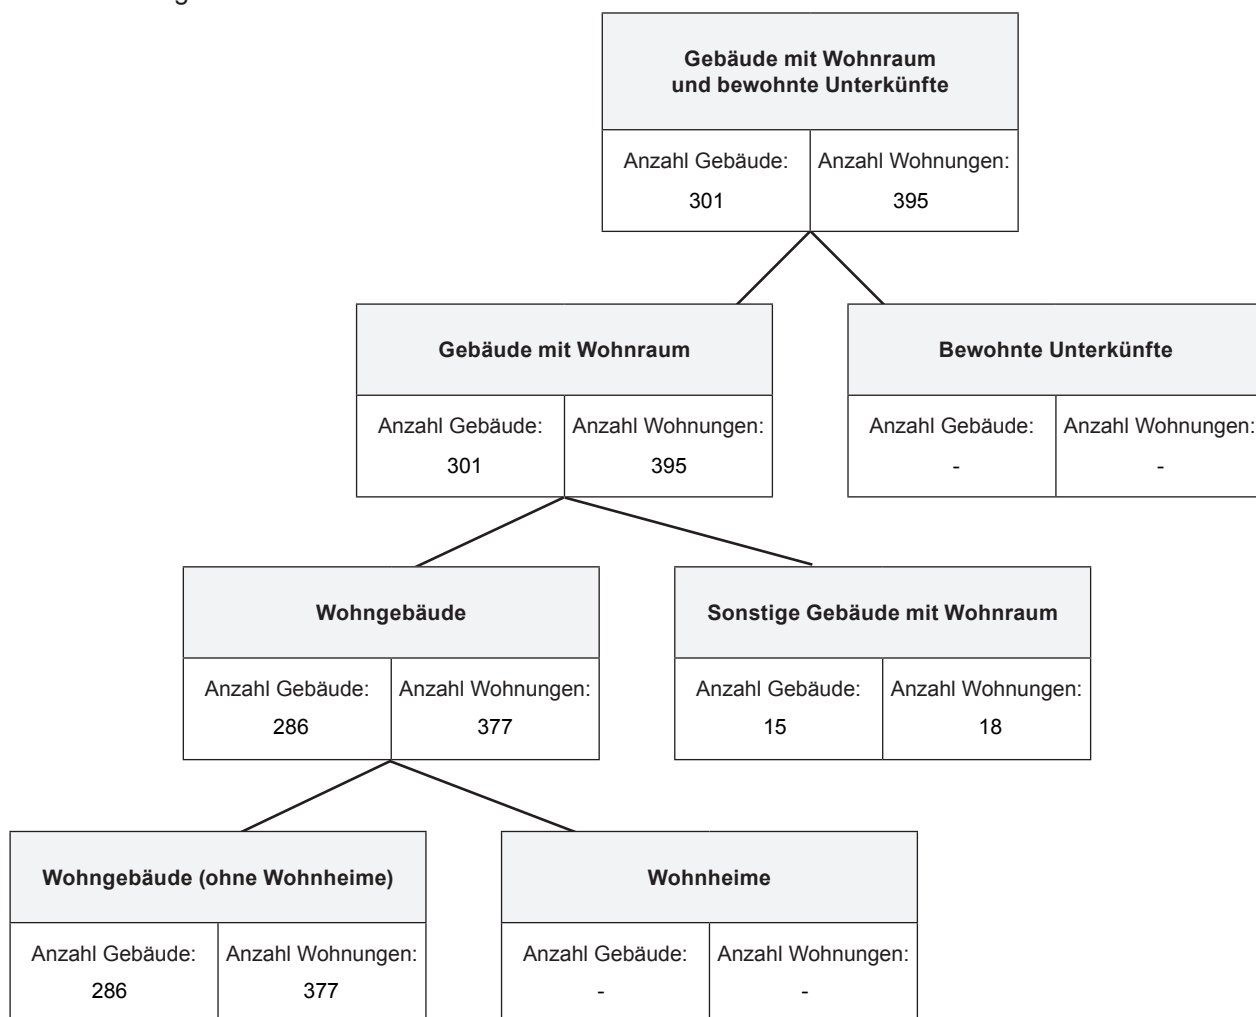 Gebäude mit Wohnraum
und bewohnte Unterkünfte
Anzahl Gebäude: Anzahl Wohnungen:
301 395
Gebäude mit Wohnraum
Anzahl Gebäude: Anzahl Wohnungen:
301 395
Bewohnte Unterkünfte
Anzahl Gebäude: Anzahl Wohnungen:
- -
Wohngebäude
Anzahl Gebäude: Anzahl Wohnungen:
286 377
Sonstige Gebäude mit Wohnraum
Anzahl Gebäude: Anzahl Wohnungen:
15 18
Wohngebäude (ohne Wohnheime)
Anzahl Gebäude: Anzahl Wohnungen:
286 377
Wohnheime
Anzahl Gebäude: Anzahl Wohnungen:
- -